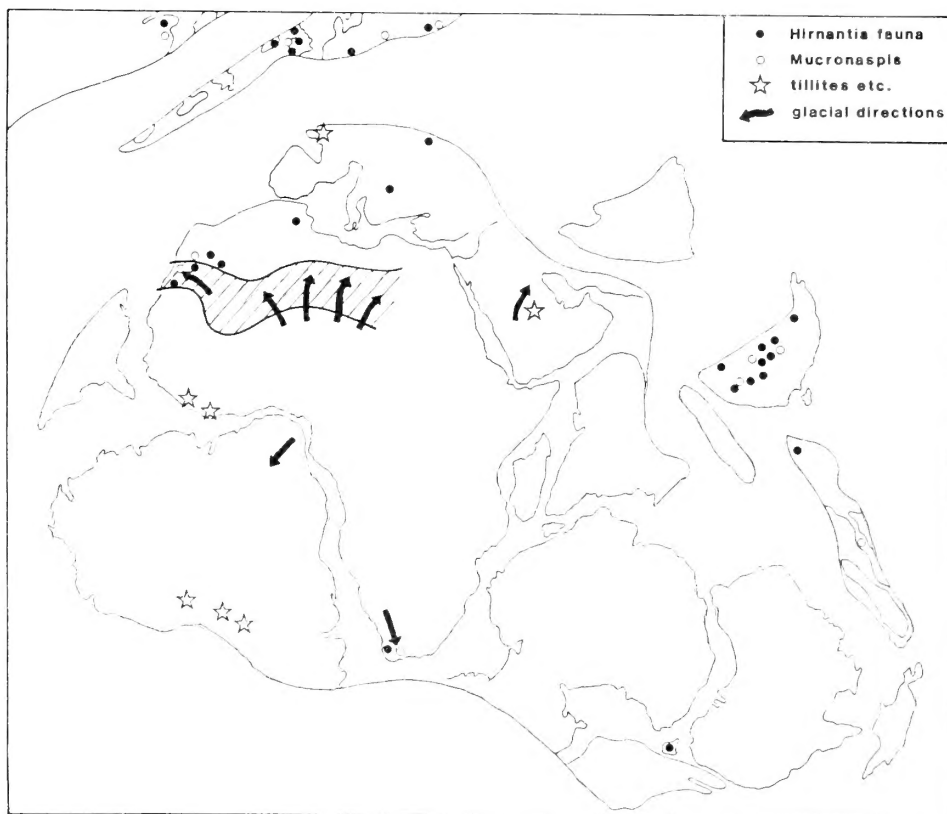 Hirnantia fauna
Mucronaspis
tillites etc.
glacial directions